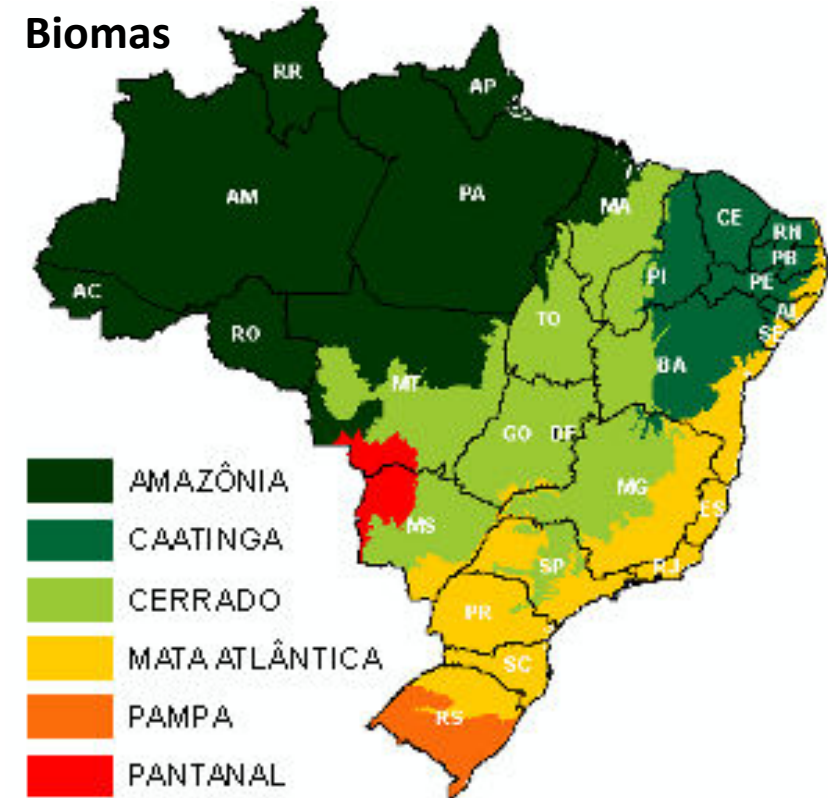 Biomas
RR
AP
AM
PA
MA
CE
RN
PB
PI
PE
AC
AL
TO
SE
RO
BA
MT
GO
DF
MG
ES
MS
SP
RJ
PR
SC
RS
AMAZÔNIA
CAATINGA
CERRADO
MATA ATLÂNTICA
PAMPA
PANTANAL